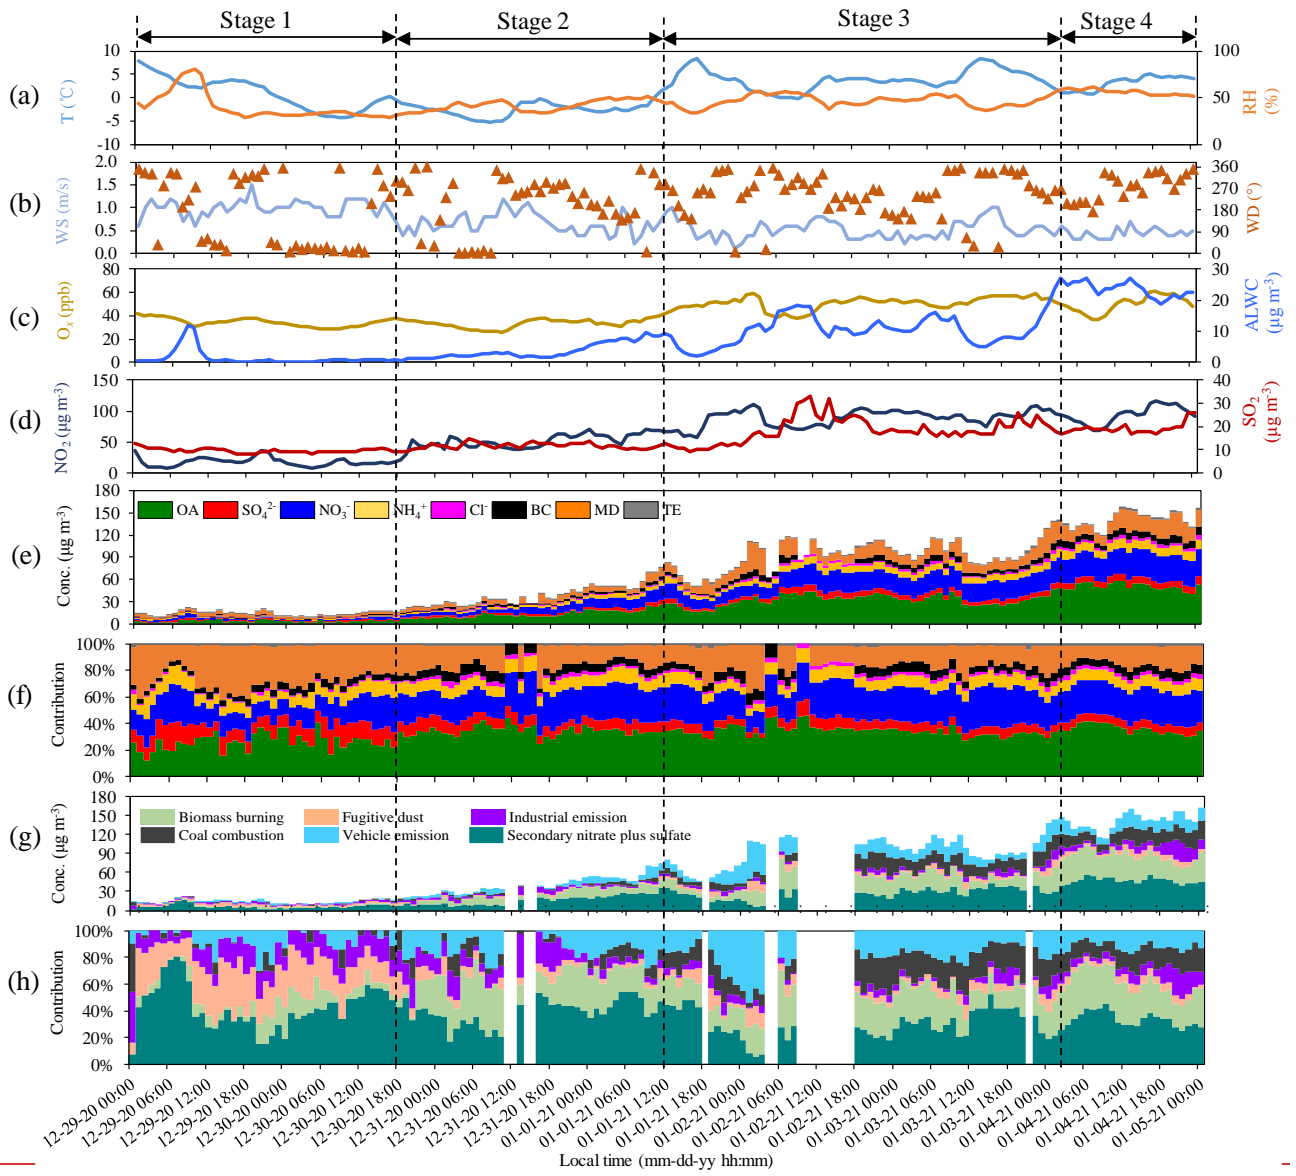 Stage 1 Stage 2 Stage 3 Stage 4
(a) T (℃) 10 5 0 -5 -10 100 50 0 RH (%)
(b) WS (m/s) 2.0 1.5 1.0 0.5 0.0 360 270 180 90 0 WD (°)
(c) Oₓ (ppb) 80 60 40 20 0 30 20 10 0 ALWC (μg m⁻³)
(d) NO₂ (μg m⁻³) 150 100 50 0 40 30 20 10 0 SO₂ (μg m⁻³)
(e) Conc. (μg m⁻³) 180 150 120 90 60 30 0
OA SO₄²⁻ NO₃⁻ NH₄⁺ Cl⁻ BC MD TE
(f) Contribution 100% 80% 60% 40% 20% 0%
(g) Conc. (μg m⁻³) 180 150 120 90 60 30 0
Biomass burning Fugitive dust Industrial emission
Coal combustion Vehicle emission Secondary nitrate plus sulfate
(h) Contribution 100% 80% 60% 40% 20% 0%
12-29-20 00:00 12-29-20 06:00 12-29-20 12:00 12-29-20 18:00 12-30-20 00:00 12-30-20 06:00 12-30-20 12:00 12-30-20 18:00 12-31-20 00:00 12-31-20 06:00 12-31-20 12:00 12-31-20 18:00 01-01-21 00:00 01-01-21 06:00 01-01-21 12:00 01-01-21 18:00 01-02-21 00:00 01-02-21 06:00 01-02-21 12:00 01-02-21 18:00 01-03-21 00:00 01-03-21 06:00 01-03-21 12:00 01-03-21 18:00 01-04-21 00:00 01-04-21 06:00 01-04-21 12:00 01-04-21 18:00 01-05-21 00:00
Local time (mm-dd-yy hh:mm)